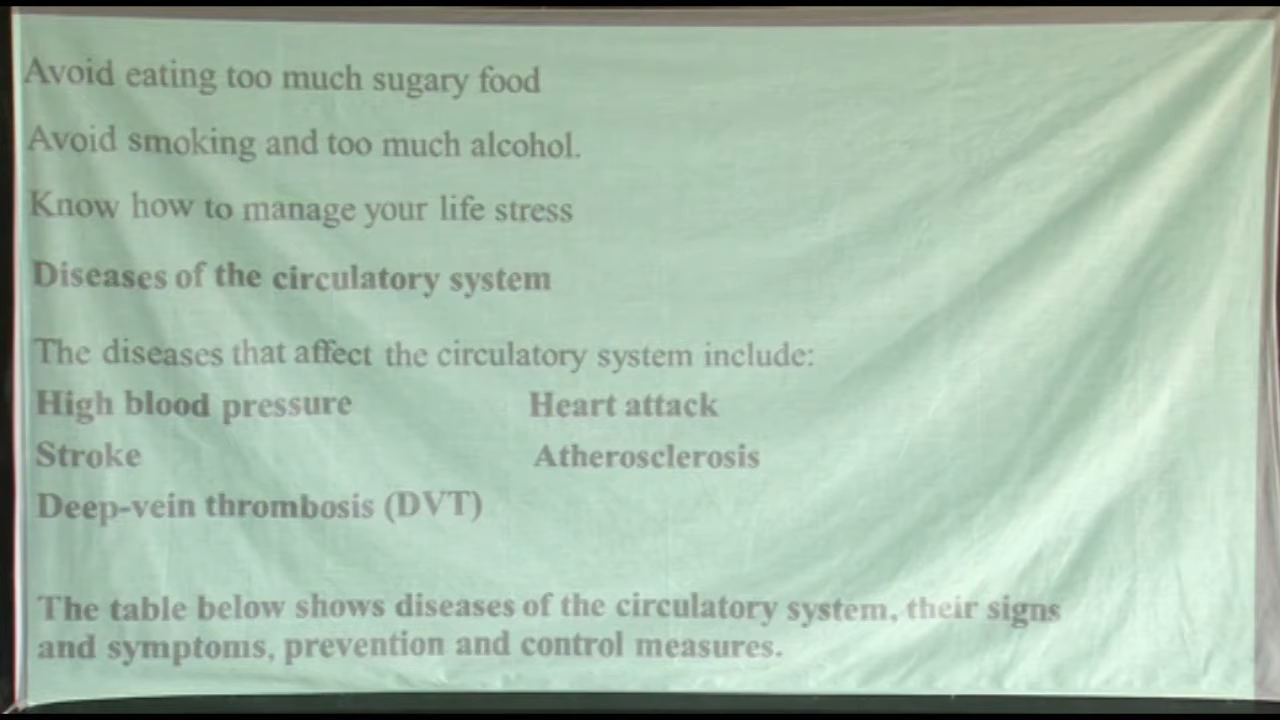 Avoid eating too much sugary food
Avoid smoking and too much alcohol.
Know how to manage your life stress
Diseases of the circulatory system
The diseases that affect the circulatory system include:
High blood pressure Heart attack
Stroke Atherosclerosis
Deep-vein thrombosis (DVT)
The table below shows diseases of the circulatory system, their signs
and symptoms, prevention and control measures.